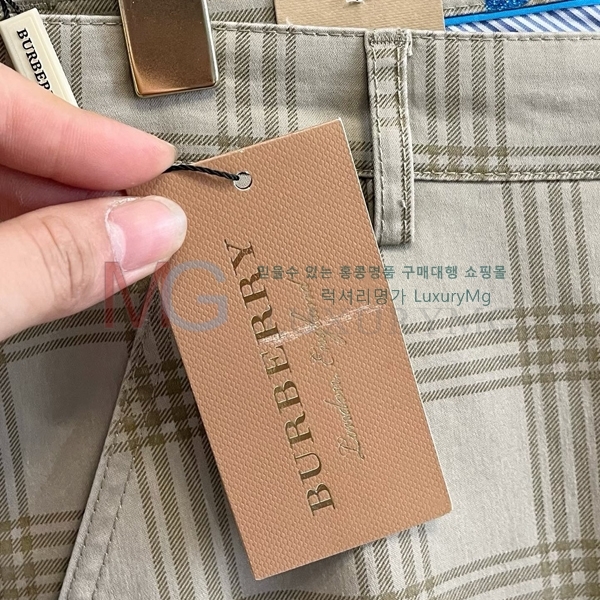 BURBERRY
BURBERRY
London, England
MG
믿을수 있는 홍콩명품 구매대행 쇼핑몰
럭셔리명가 LuxuryMg